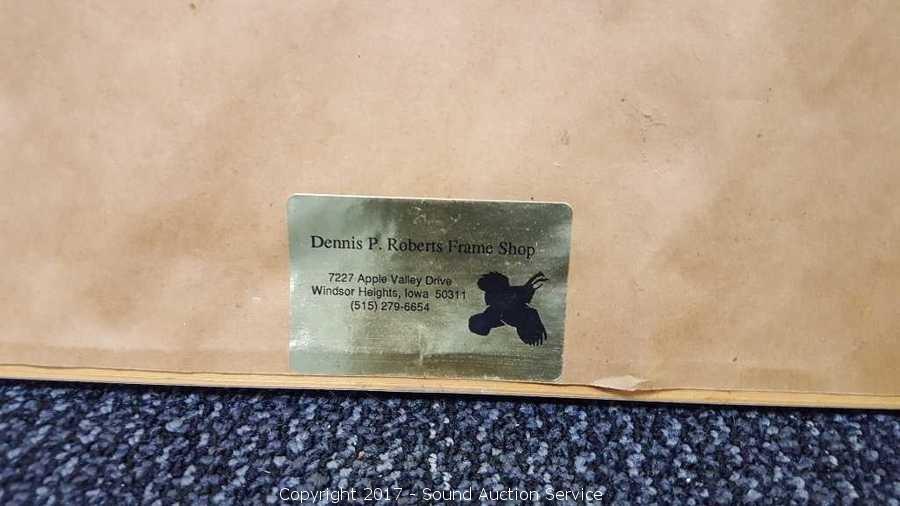 Dennis P. Roberts Frame Shop
7227 Apple Valley Drive
Windsor Heights, Iowa 50311
(515) 279-6654
Copyright 2017 - Sound Auction Service